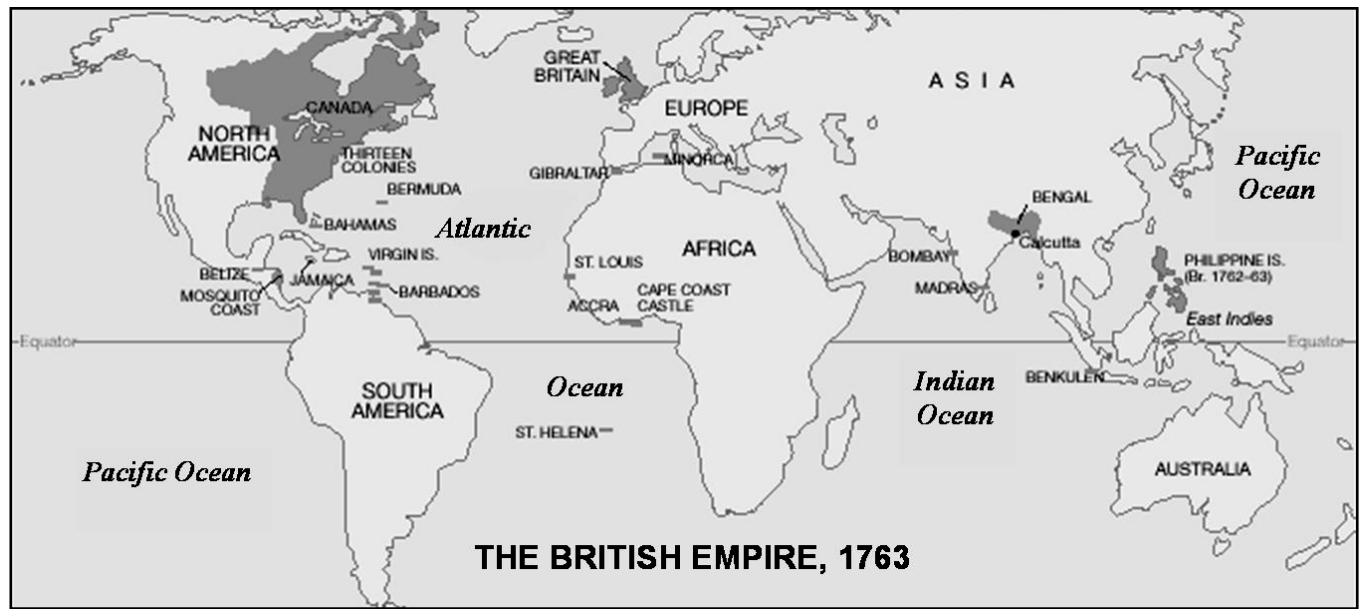 GREAT
BRITAIN
ASIA
CANADA
EUROPE
NORTH
AMERICA
THIRTEEN
COLONIES
MINORCA
GIBRALTAR
Pacific
Ocean
BERMUDA
BENGAL
BAHAMAS
Atlantic
AFRICA
Calcutta
VIRGIN IS.
ST. LOUIS
BOMBAY
PHILIPPINE IS.
(Br. 1762-63)
BELIZE
JAMAICA
MOSQUITO
COAST
BARBADOS
ACCRA
CAPE COAST
CASTLE
MADRAS
East Indies
Equator
Equator
SOUTH
AMERICA
Ocean
Indian
Ocean
BENKULEN
ST. HELENA
Pacific Ocean
AUSTRALIA
THE BRITISH EMPIRE, 1763